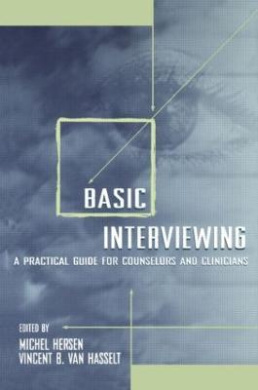 BASIC
INTERVIEWING
A PRACTICAL GUIDE FOR COUNSELORS AND CLINICIANS
EDITED BY
MICHEL HERSEN
VINCENT B. VAN HASSELT